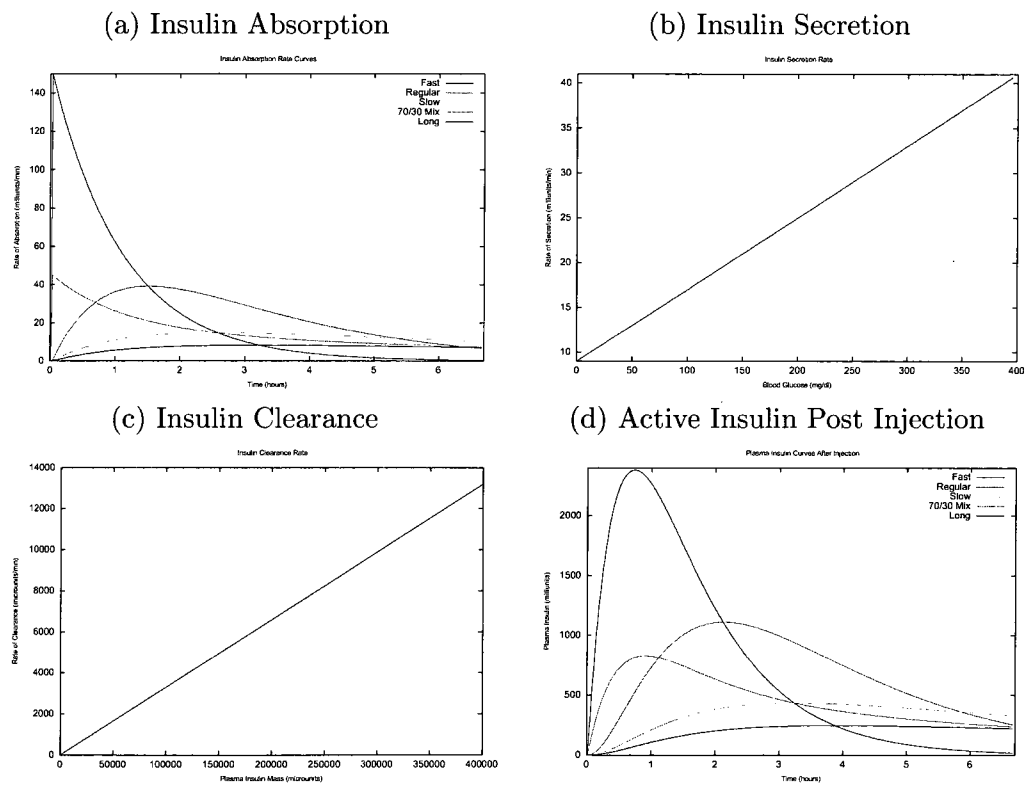 (a) Insulin Absorption
Insulin Absorption Rate Curves
Fast
Regular
Slow
70/30 Mix
Long
Rate of Absorption (milliunits/min)
140
120
100
80
60
40
20
0
0 1 2 3 4 5 6
Time (hours)
(b) Insulin Secretion
Insulin Secretion Rate
Rate of Secretion (milliunits/min)
40
35
30
25
20
15
10
0 50 100 150 200 250 300 350 400
Blood Glucose (mg/dl)
(c) Insulin Clearance
Insulin Clearance Rate
Rate of Clearance (microunits/min)
14000
12000
10000
8000
6000
4000
2000
0
0 50000 100000 150000 200000 250000 300000 350000 400000
Plasma Insulin Mass (microunits)
(d) Active Insulin Post Injection
Plasma Insulin Curves After Injection
Fast
Regular
Slow
70/30 Mix
Long
Plasma Insulin (milliunits)
2000
1500
1000
500
0
0 1 2 3 4 5 6
Time (hours)